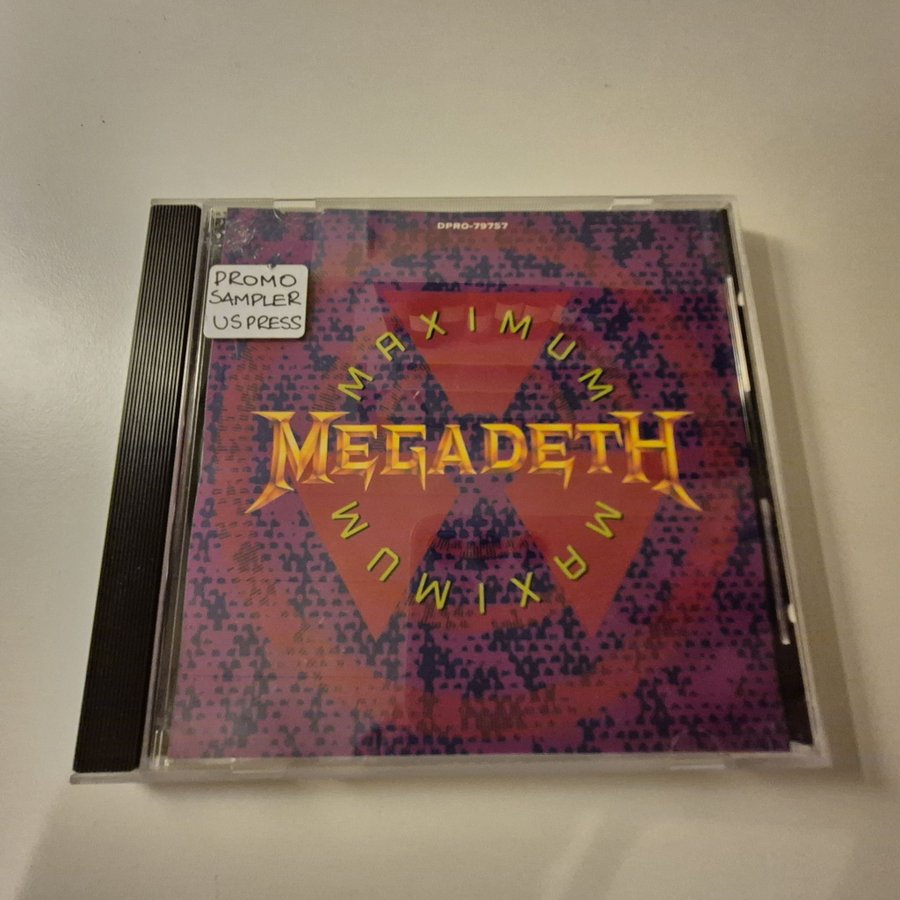 DPRO-79757
PROMO
SAMPLER
US PRESS
MAXIMUM
MEGADETH
MAXIMUM